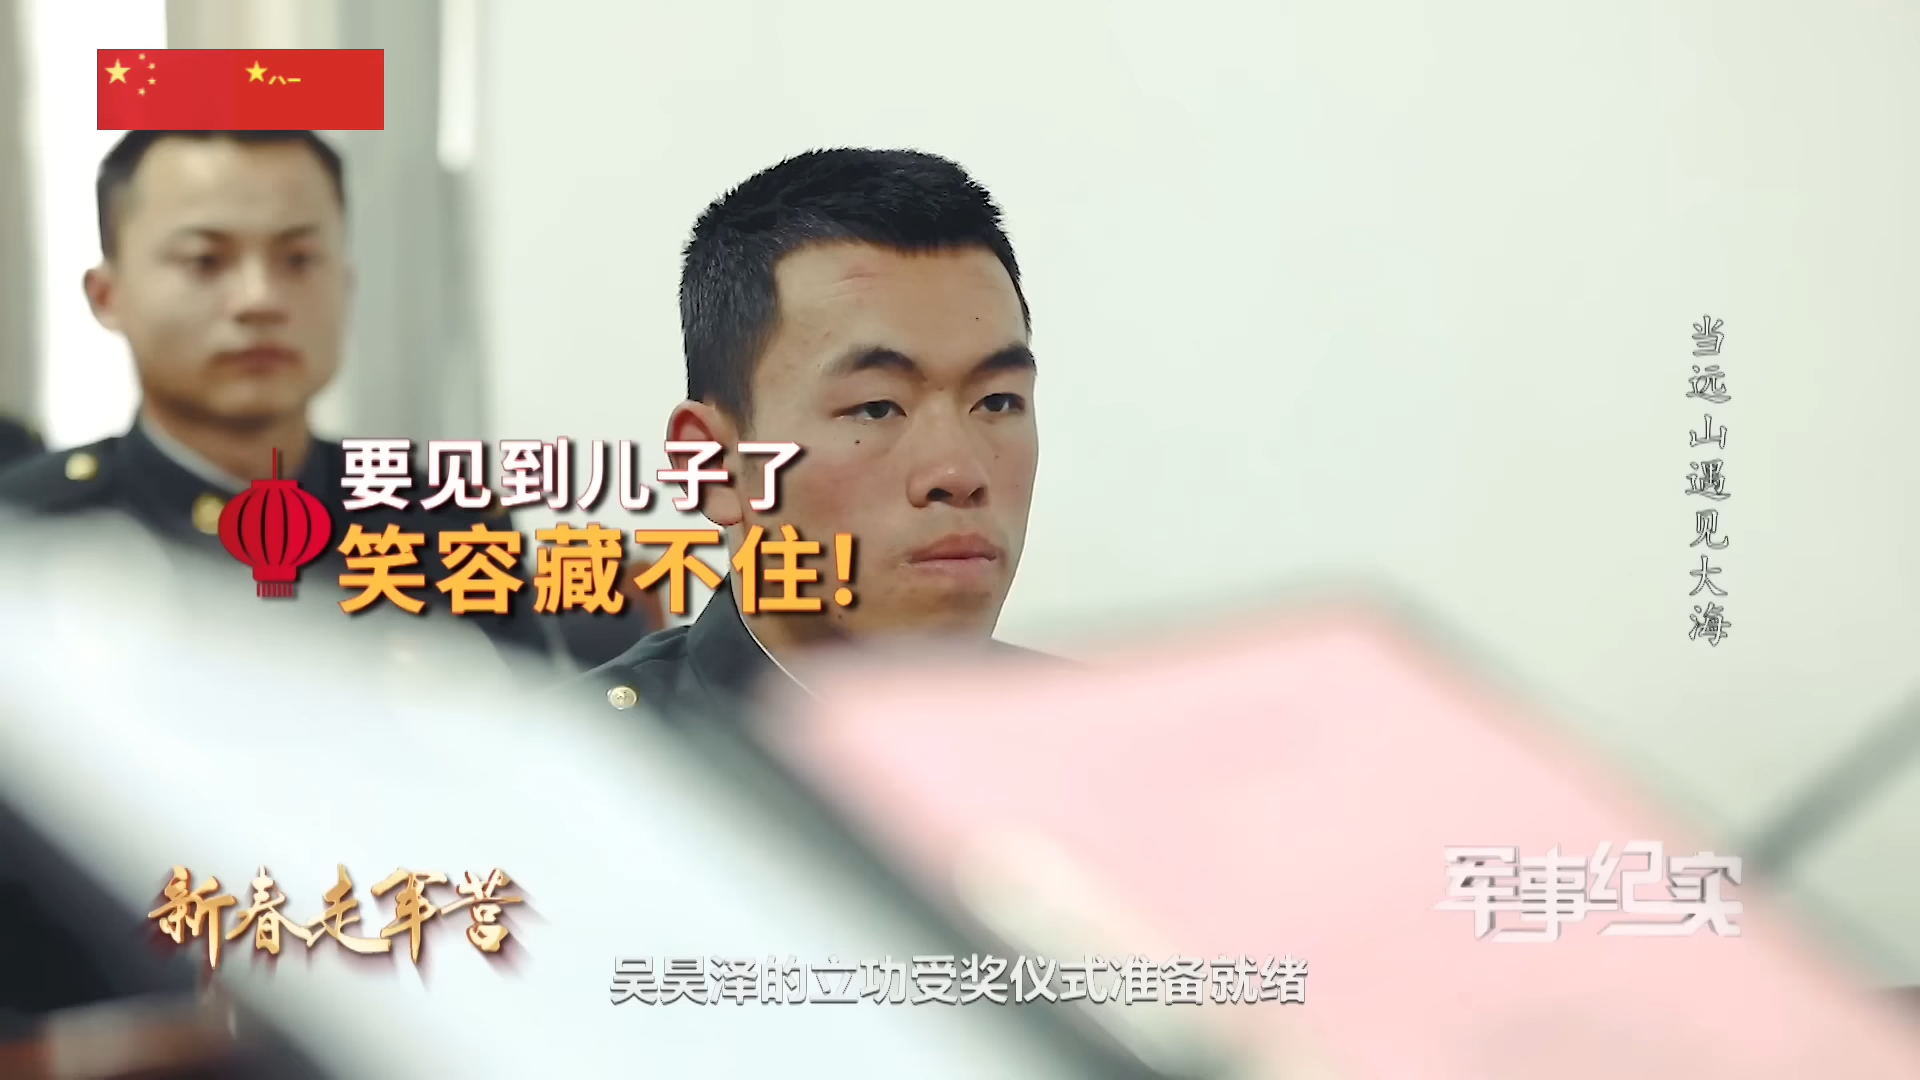 八一
要见到儿子了
笑容藏不住!
当远山遇见大海
新春走军营
军事纪实
吴昊泽的立功受奖仪式准备就绪